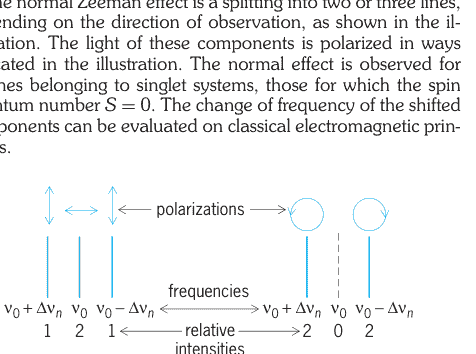 he normal Zeeman effect is a splitting into two or three lines,
ending on the direction of observation, as shown in the il-
ation. The light of these components is polarized in ways
cated in the illustration. The normal effect is observed for
nes belonging to singlet systems, those for which the spin
ntum number S = 0. The change of frequency of the shifted
ponents can be evaluated on classical electromagnetic prin-
s.
polarizations
frequencies
ν₀ + Δνₙ ν₀ ν₀ − Δνₙ ν₀ + Δνₙ ν₀ ν₀ − Δνₙ
1 2 1 relative 2 0 2
intensities